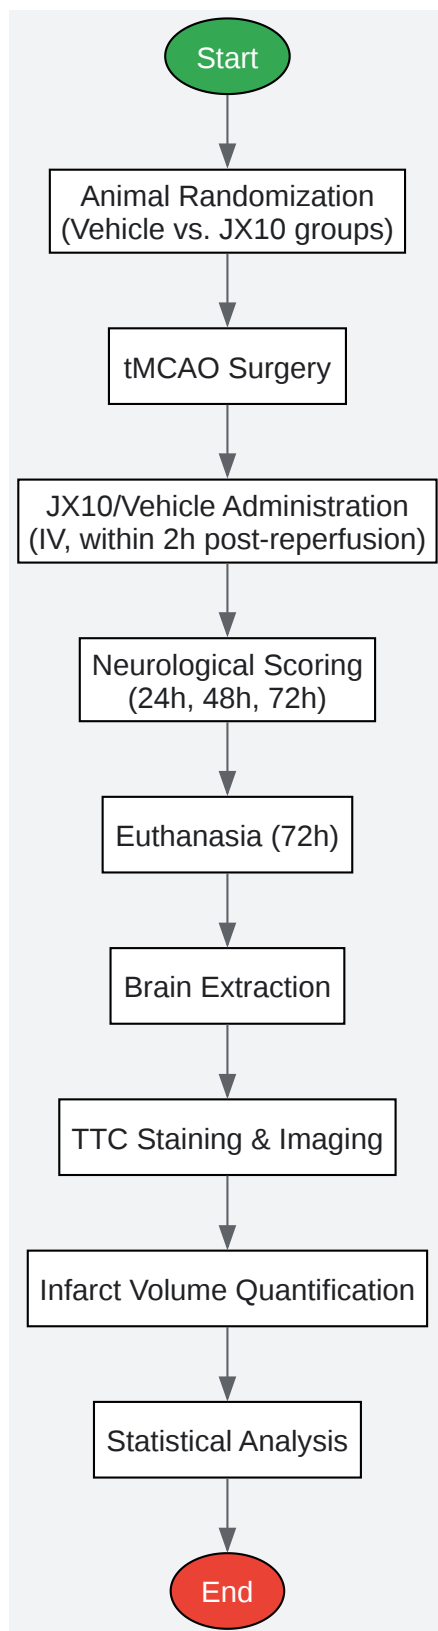 Start
Animal Randomization
(Vehicle vs. JX10 groups)
tMCAO Surgery
JX10/Vehicle Administration
(IV, within 2h post-reperfusion)
Neurological Scoring
(24h, 48h, 72h)
Euthanasia (72h)
Brain Extraction
TTC Staining & Imaging
Infarct Volume Quantification
Statistical Analysis
End